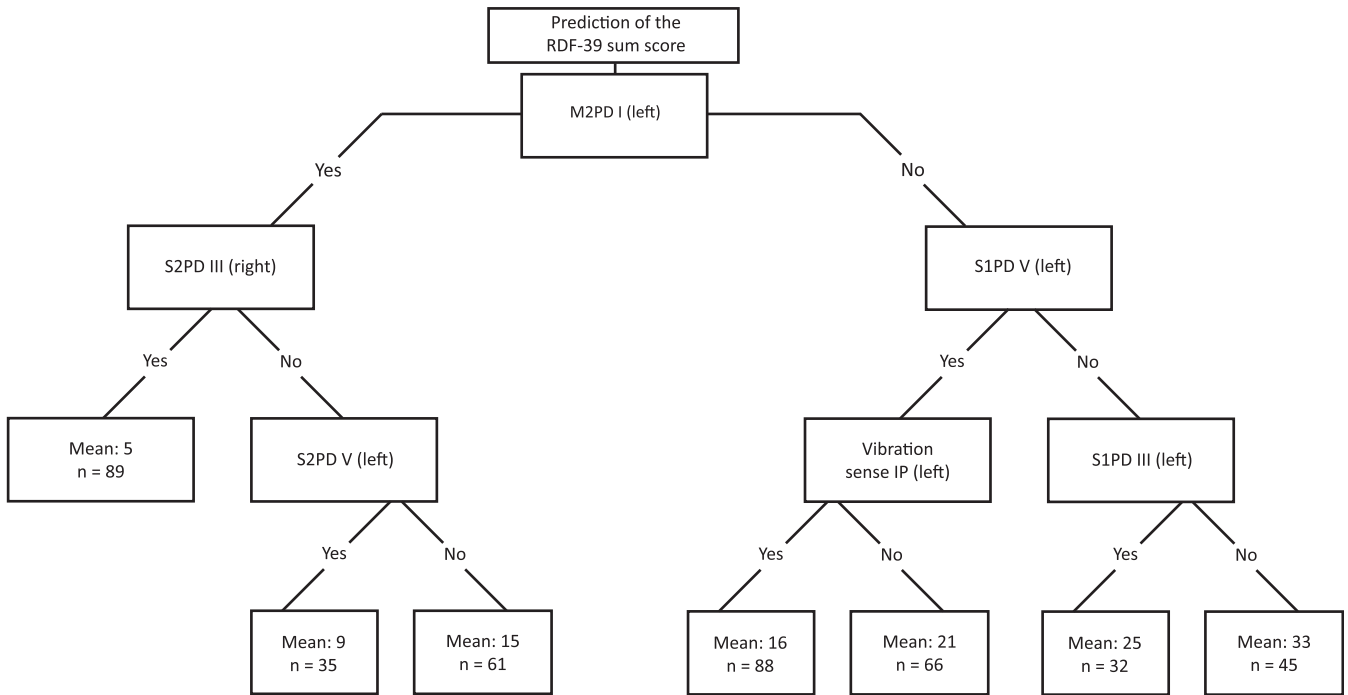 Prediction of the
RDF-39 sum score
M2PD I (left)
Yes
No
S2PD III (right)
S1PD V (left)
Yes
No
Yes
No
Mean: 5
n = 89
S2PD V (left)
Vibration
sense IP (left)
S1PD III (left)
Yes
No
Yes
No
Yes
No
Mean: 9
n = 35
Mean: 15
n = 61
Mean: 16
n = 88
Mean: 21
n = 66
Mean: 25
n = 32
Mean: 33
n = 45